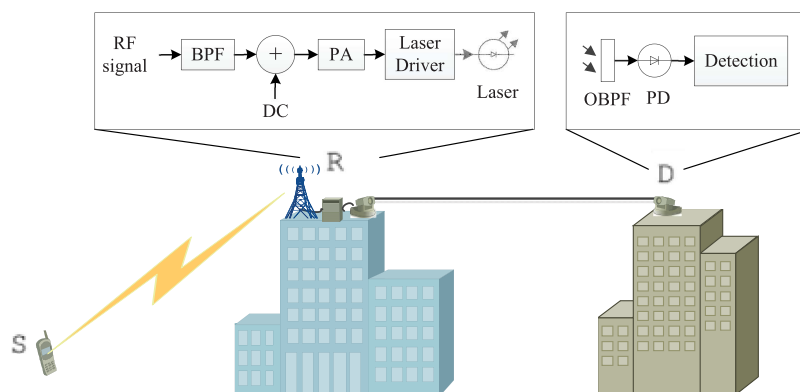 RF
signal
BPF
+
DC
PA
Laser
Driver
Laser
OBPF
PD
Detection
R
D
S